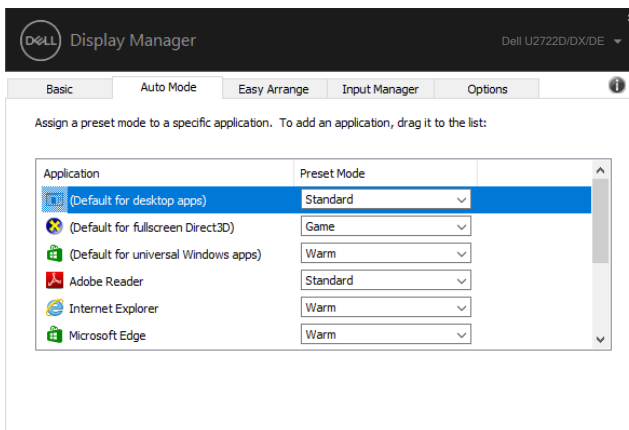 DELL Display Manager
Dell U2722D/DX/DE
Basic Auto Mode Easy Arrange Input Manager Options
Assign a preset mode to a specific application. To add an application, drag it to the list:
Application Preset Mode
(Default for desktop apps) Standard
(Default for fullscreen Direct3D) Game
(Default for universal Windows apps) Warm
Adobe Reader Standard
Internet Explorer Warm
Microsoft Edge Warm